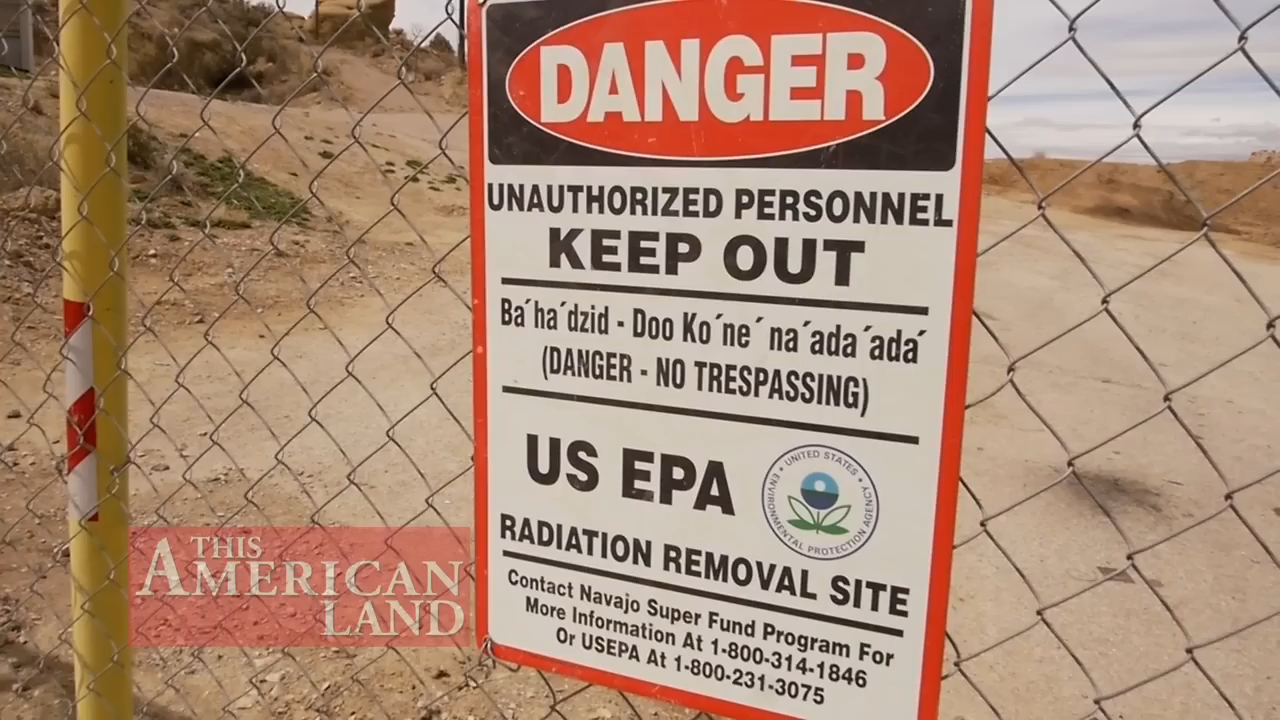 DANGER
UNAUTHORIZED PERSONNEL
KEEP OUT
Ba´ha´dzid - Doo Ko´ne´ na´ada´ada´
(DANGER - NO TRESPASSING)
US EPA
UNITED STATES
ENVIRONMENTAL PROTECTION AGENCY
RADIATION REMOVAL SITE
Contact Navajo Super Fund Program For
More Information At 1-800-314-1846
Or USEPA At 1-800-231-3075
THIS
AMERICAN
LAND